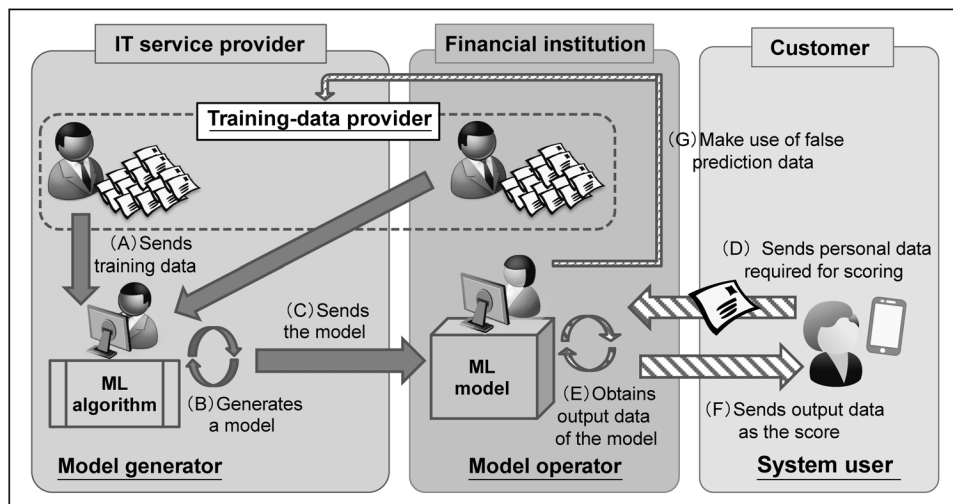 IT service provider
Financial institution
Customer
Training-data provider
(G) Make use of false
prediction data
(A) Sends
training data
(D) Sends personal data
required for scoring
(C) Sends
the model
ML
algorithm
(B) Generates
a model
ML
model
(E) Obtains
output data
of the model
(F) Sends output data
as the score
Model generator
Model operator
System user